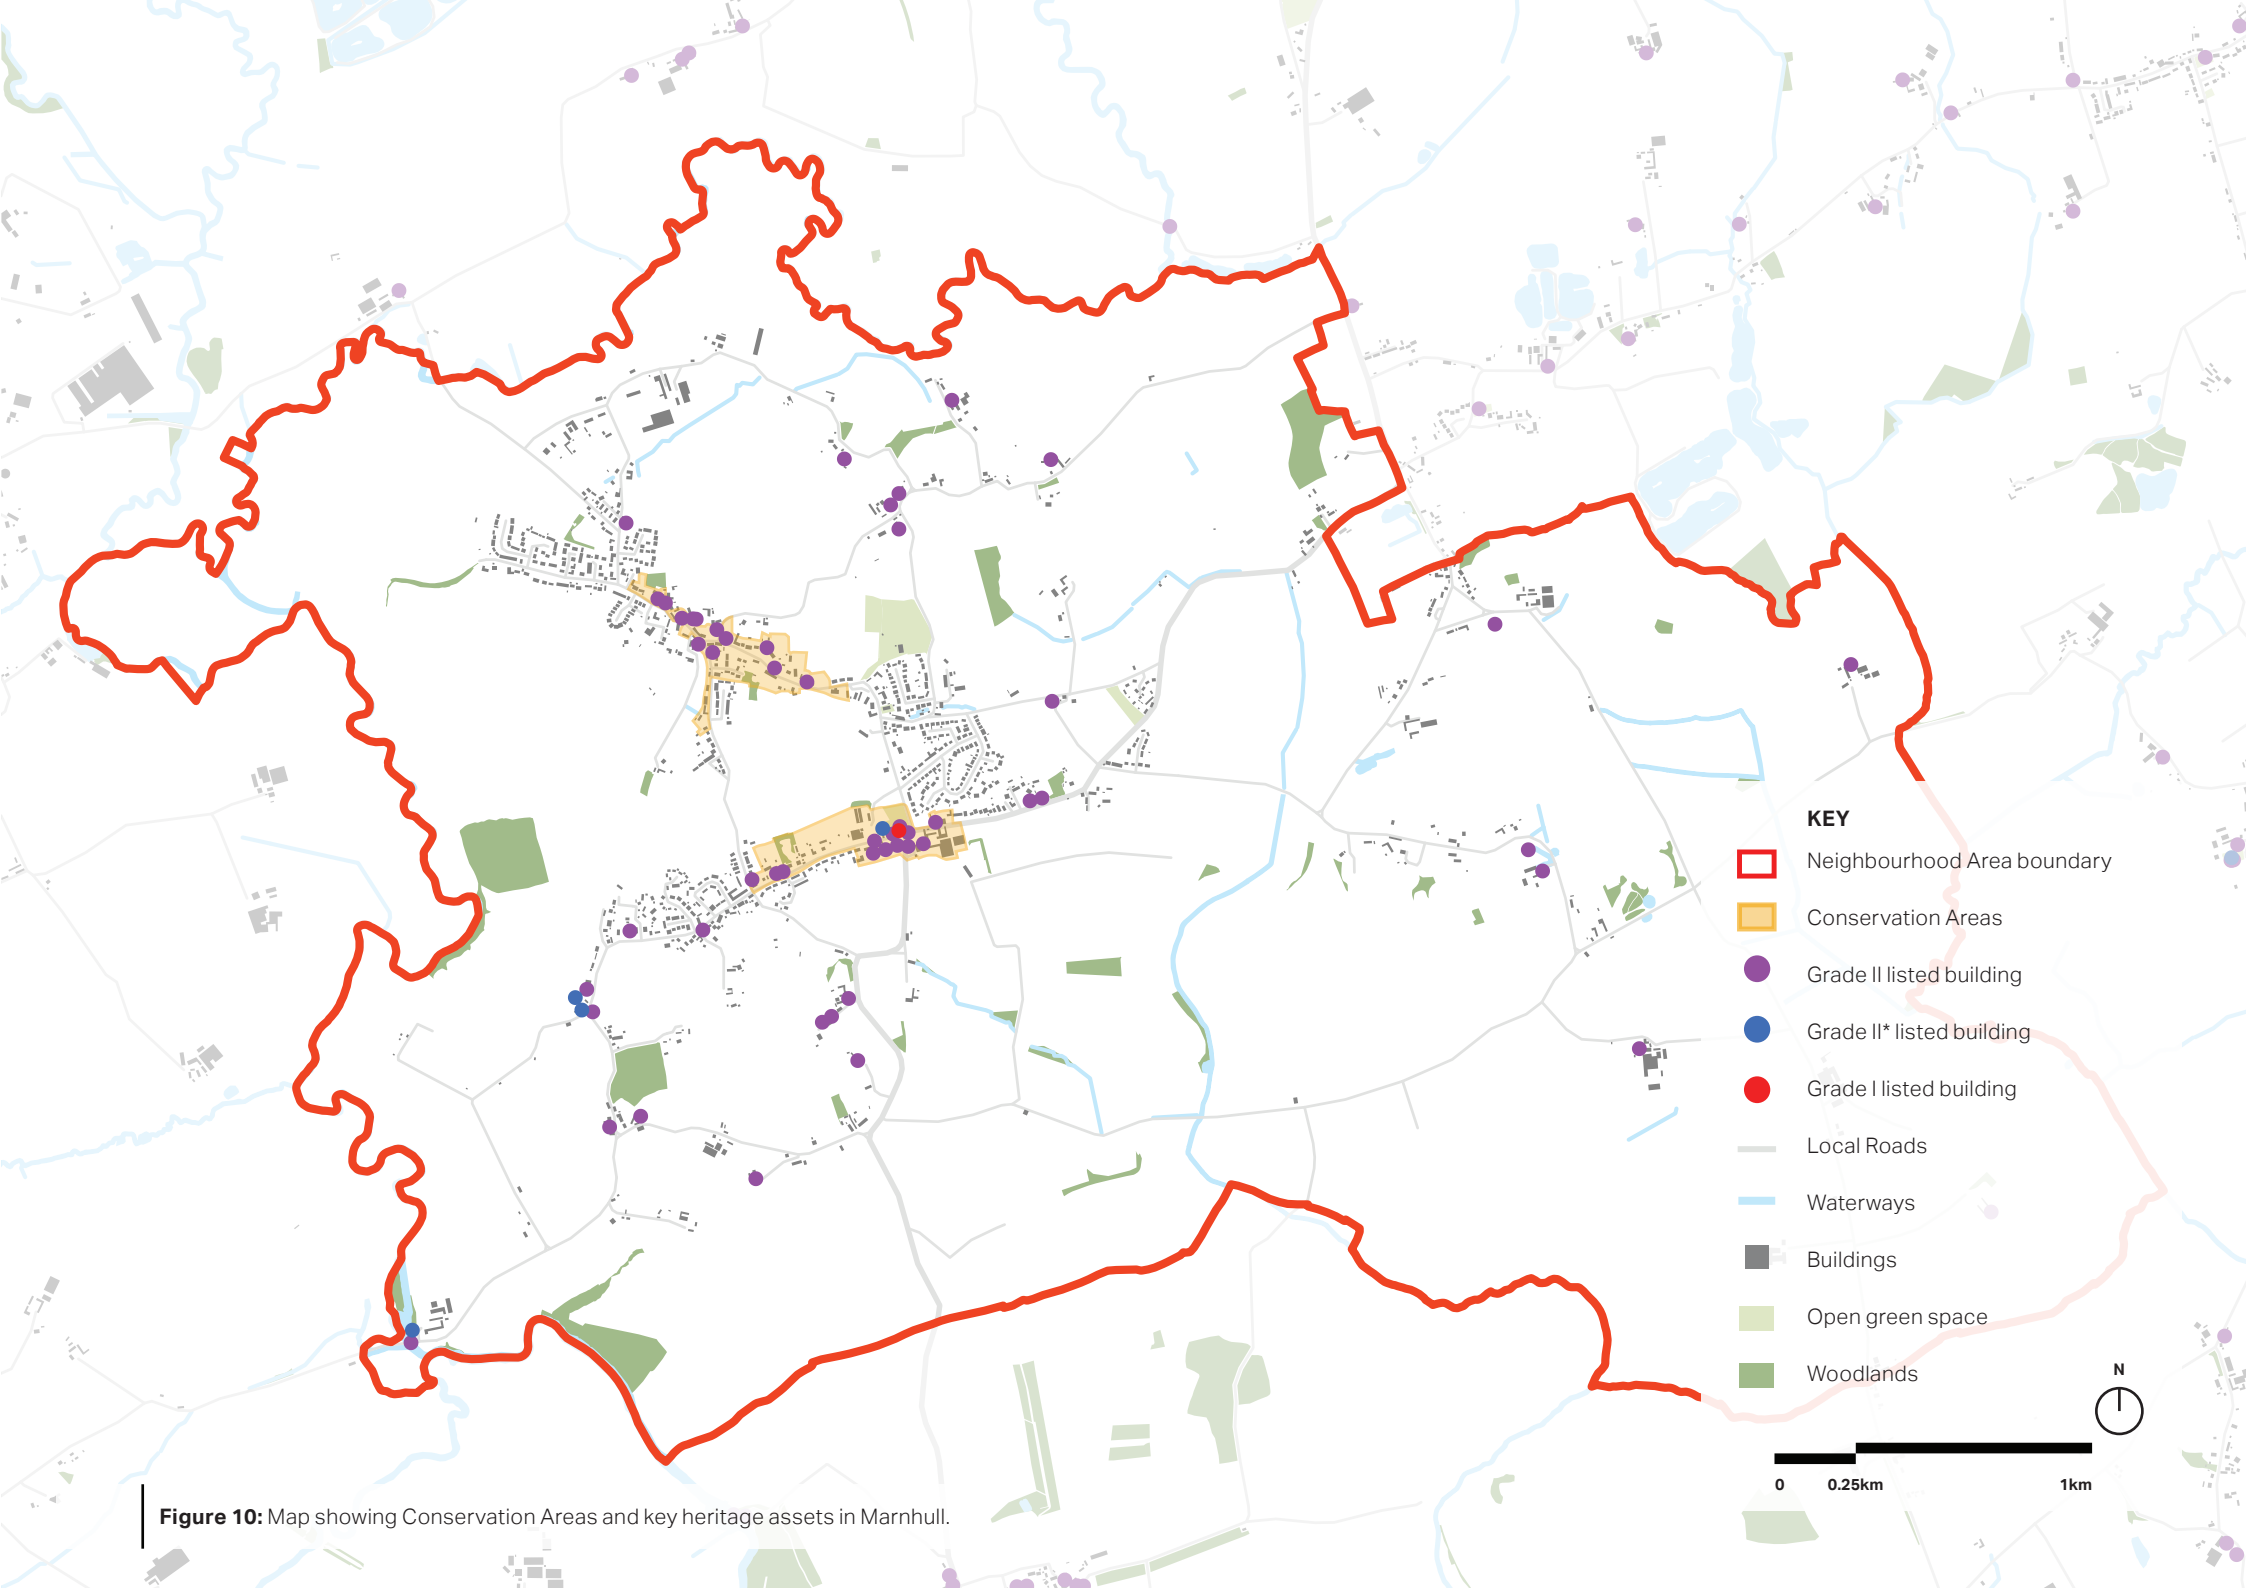 KEY
Neighbourhood Area boundary
Conservation Areas
Grade II listed building
Grade II* listed building
Grade I listed building
Local Roads
Waterways
Buildings
Open green space
Woodlands
N
0 0.25km 1km
Figure 10: Map showing Conservation Areas and key heritage assets in Marnhull.